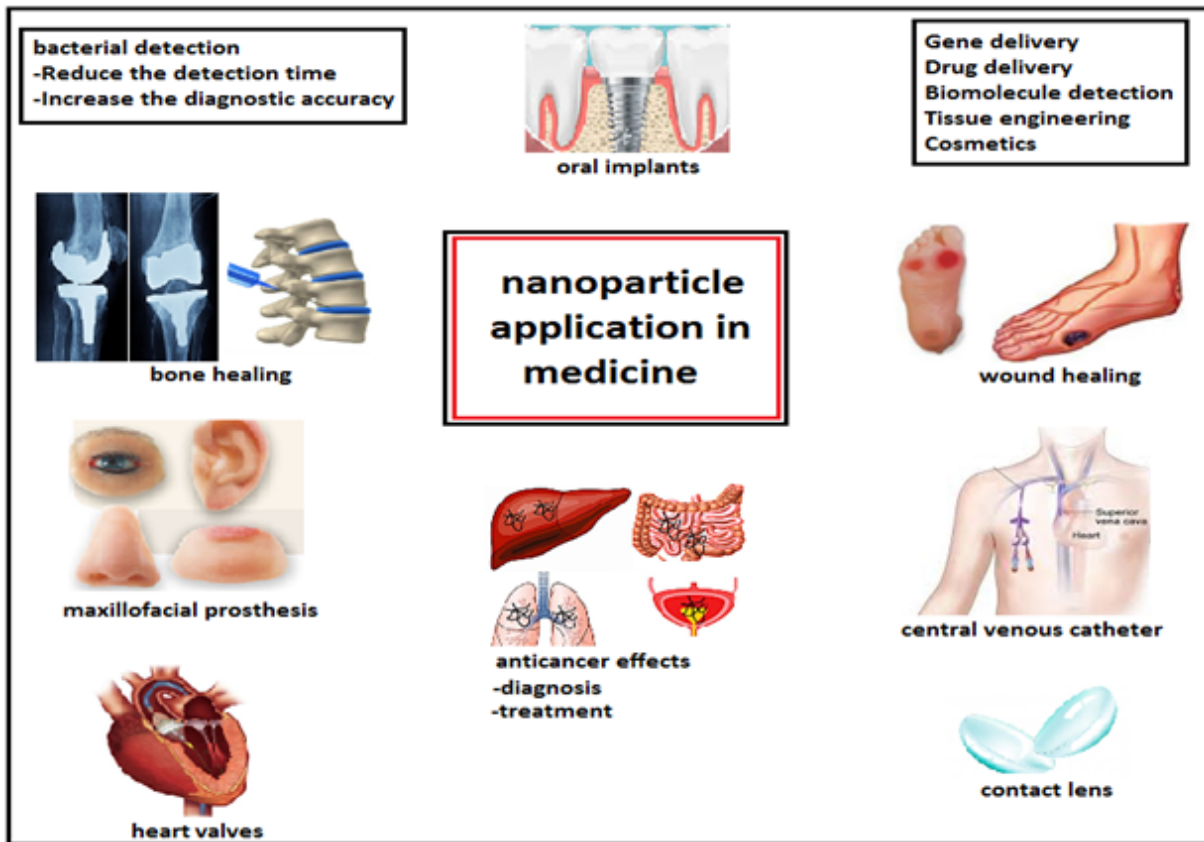 bacterial detection
-Reduce the detection time
-Increase the diagnostic accuracy
oral implants
Gene delivery
Drug delivery
Biomolecule detection
Tissue engineering
Cosmetics
nanoparticle
application in
medicine
bone healing
wound healing
maxillofacial prosthesis
Superior
vena cava
Heart
central venous catheter
anticancer effects
-diagnosis
-treatment
heart valves
contact lens